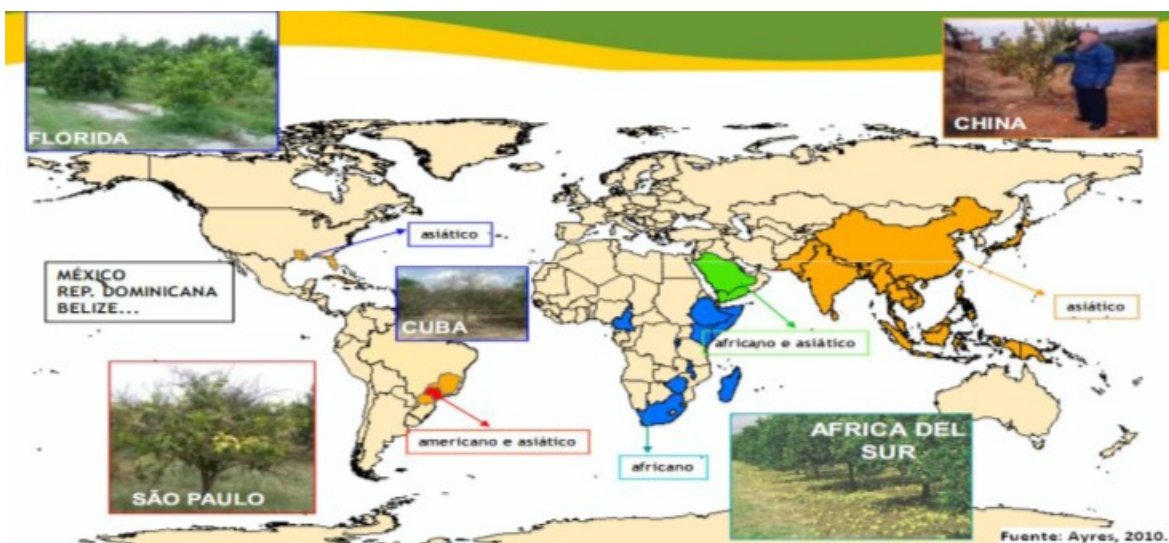 FLORIDA
CHINA
asiático
MÉXICO
REP. DOMINICANA
BELIZE...
CUBA
asiático
africano e asiático
SÃO PAULO
americano e asiático
africano
AFRICA DEL
SUR
Fuente: Ayres, 2010.